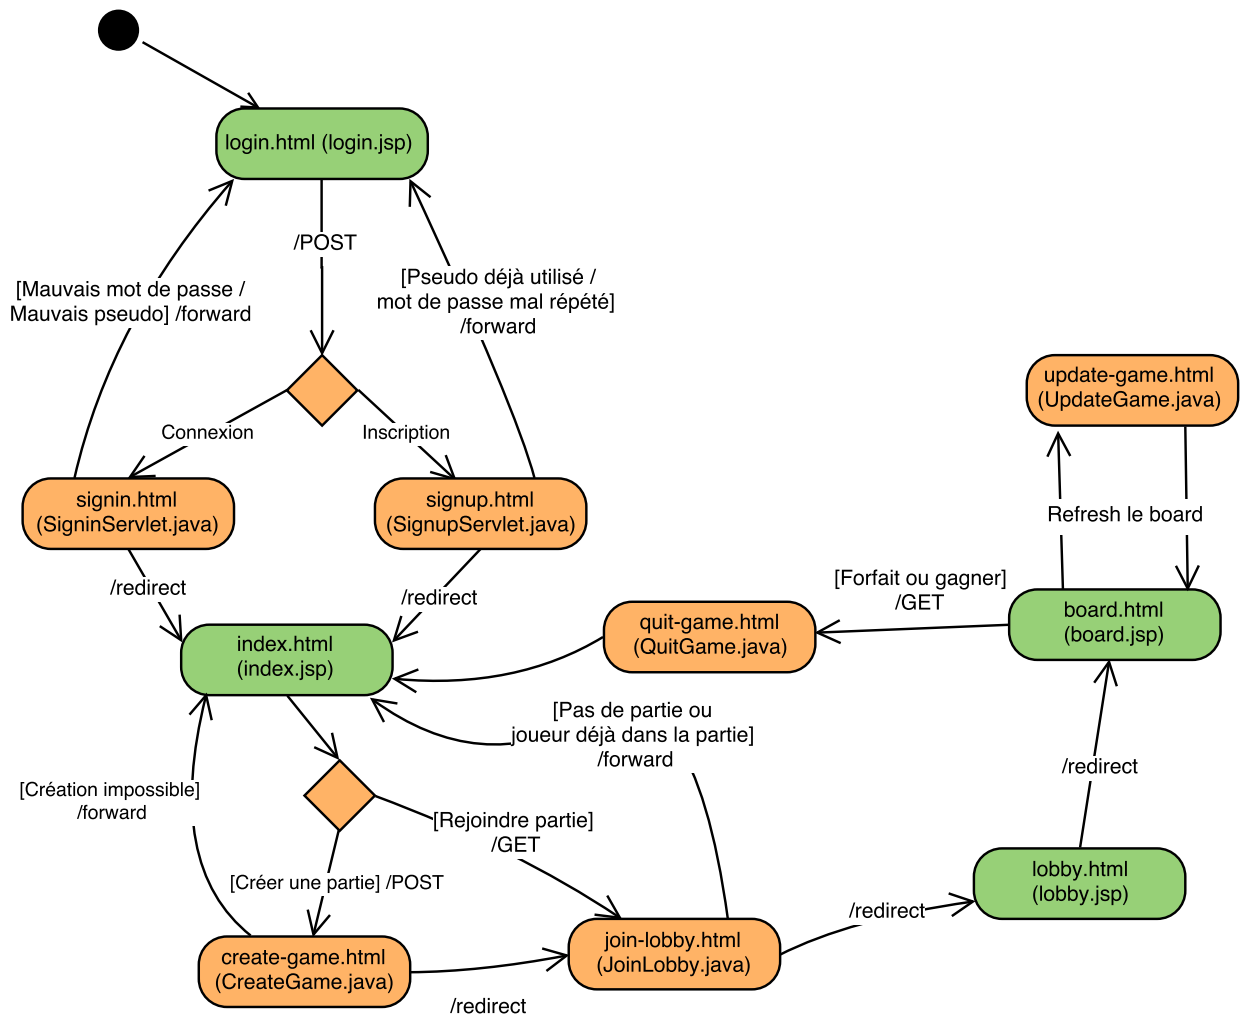 login.html (login.jsp)
/POST
[Mauvais mot de passe /
Mauvais pseudo] /forward
[Pseudo déjà utilisé /
mot de passe mal répété]
/forward
Connexion
Inscription
signin.html
(SigninServlet.java)
signup.html
(SignupServlet.java)
/redirect
/redirect
index.html
(index.jsp)
update-game.html
(UpdateGame.java)
Refresh le board
[Forfait ou gagner]
/GET
board.html
(board.jsp)
quit-game.html
(QuitGame.java)
[Pas de partie ou
joueur déjà dans la partie]
/forward
[Création impossible]
/forward
[Rejoindre partie]
/GET
[Créer une partie] /POST
/redirect
lobby.html
(lobby.jsp)
/redirect
join-lobby.html
(JoinLobby.java)
create-game.html
(CreateGame.java)
/redirect